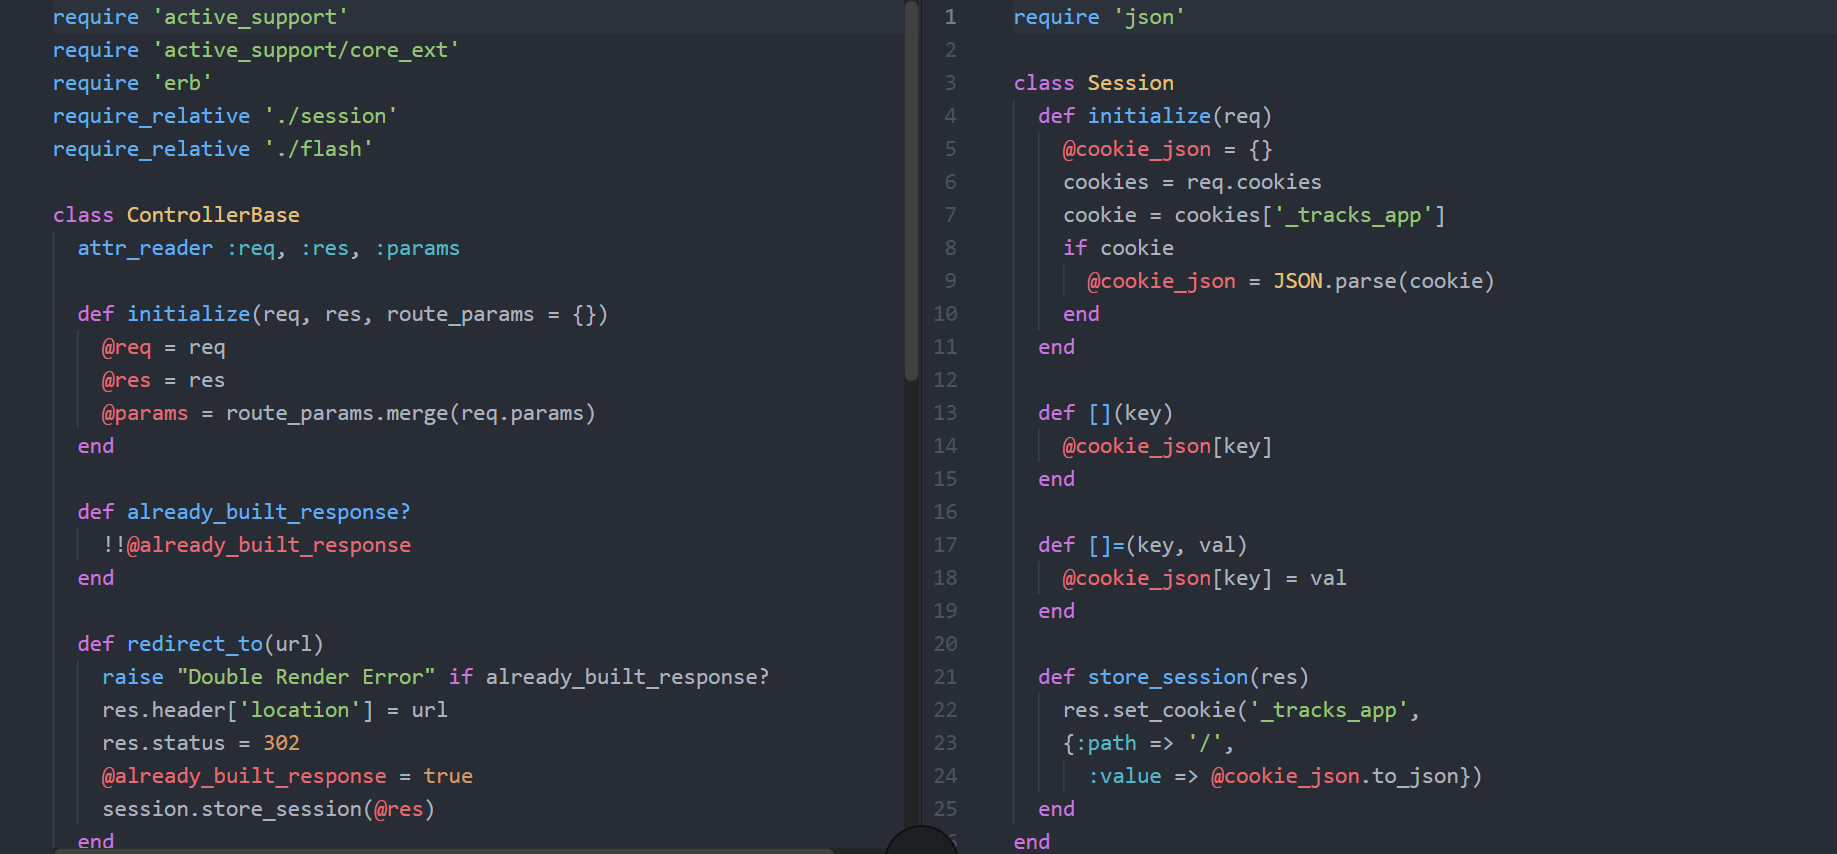 require 'active_support'
require 'active_support/core_ext'
require 'erb'
require_relative './session'
require_relative './flash'
class ControllerBase
attr_reader :req, :res, :params
def initialize(req, res, route_params = {})
@req = req
@res = res
@params = route_params.merge(req.params)
end
def already_built_response?
!!@already_built_response
end
def redirect_to(url)
raise "Double Render Error" if already_built_response?
res.header['location'] = url
res.status = 302
@already_built_response = true
session.store_session(@res)
end
1 require 'json'
2
3 class Session
4 def initialize(req)
5 @cookie_json = {}
6 cookies = req.cookies
7 cookie = cookies['_tracks_app']
8 if cookie
9 @cookie_json = JSON.parse(cookie)
10 end
11 end
12
13 def [](key)
14 @cookie_json[key]
15 end
16
17 def []=(key, val)
18 @cookie_json[key] = val
19 end
20
21 def store_session(res)
22 res.set_cookie('_tracks_app',
23 {:path => '/',
24 :value => @cookie_json.to_json})
25 end
end